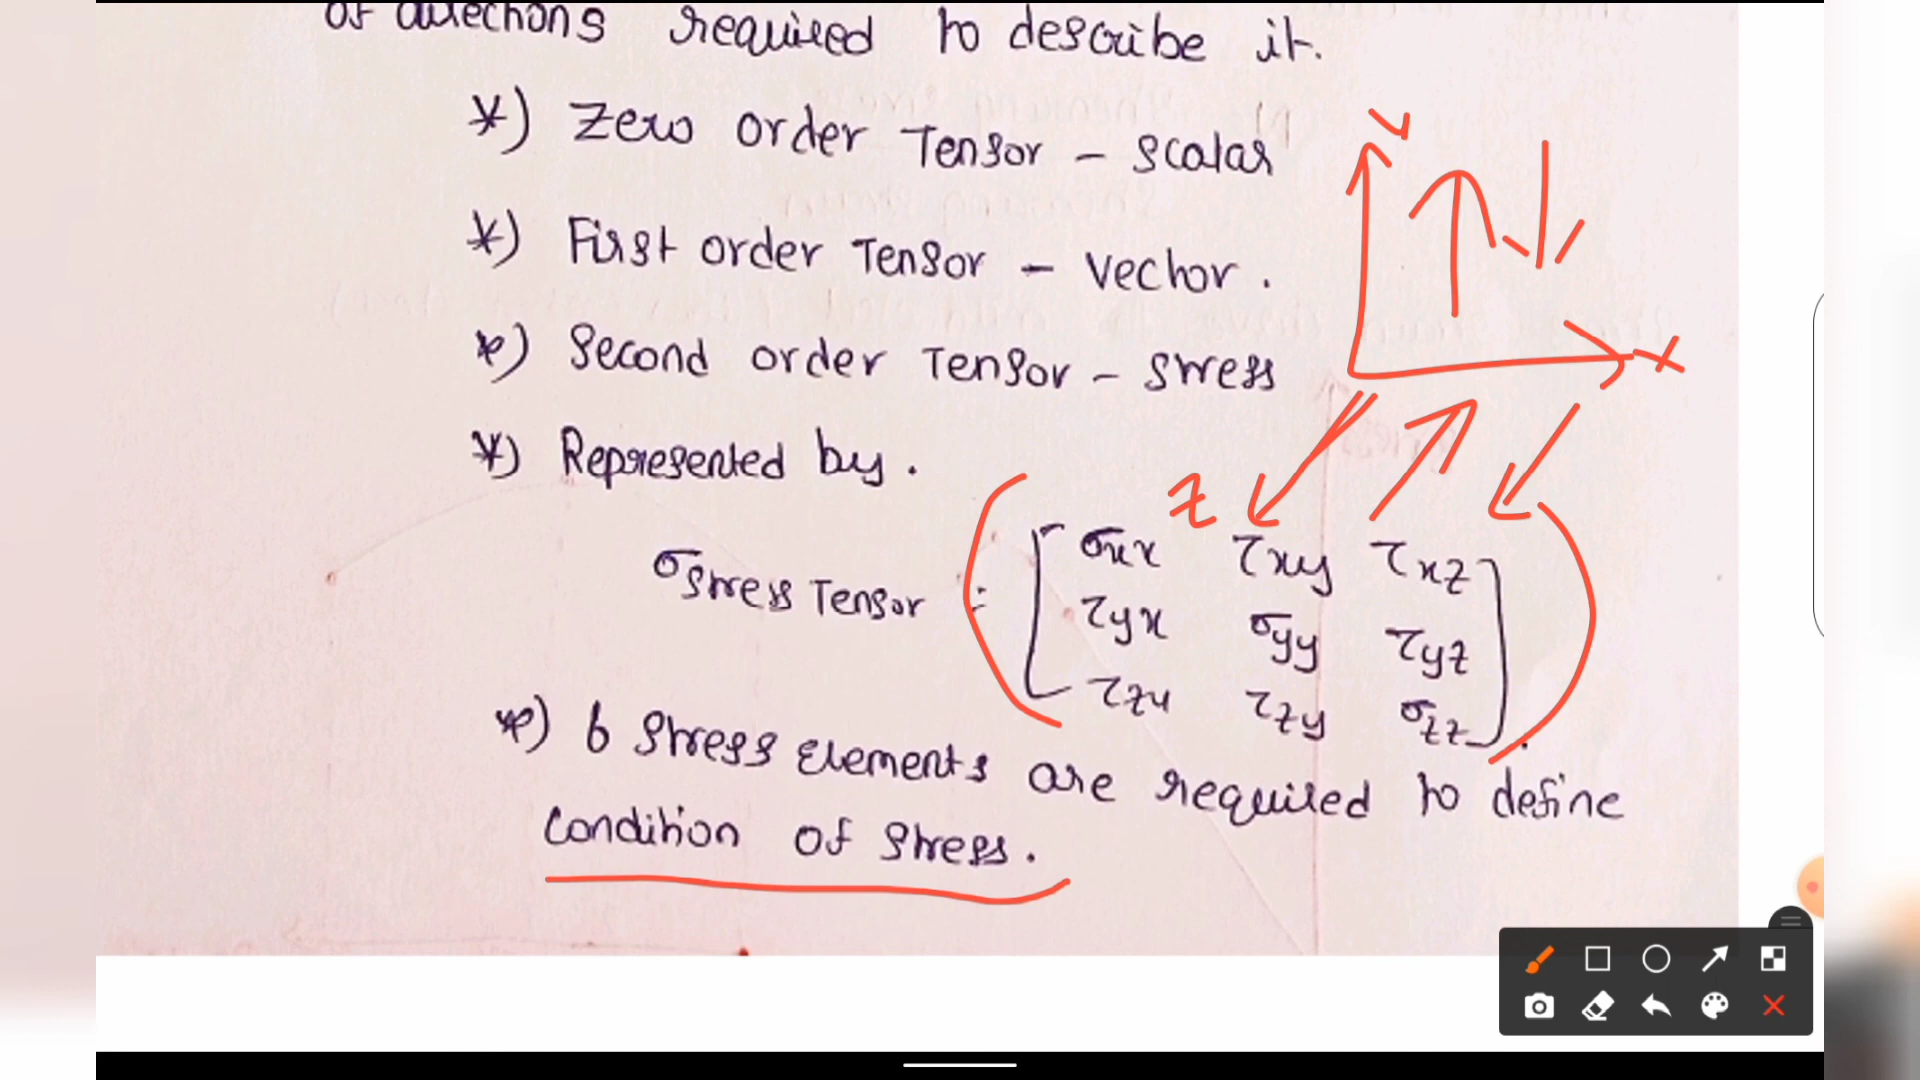 of directions required to describe it.
*) Zero order Tensor - scalar
*) First order Tensor - Vector.
*) Second order Tensor - stress
*) Represented by.
σstress Tensor = [ σxx τxy τxz
τyx σyy τyz
τzx τzy σzz ].
*) 6 stress Elements are required to define
condition of stress.
Y
x
z